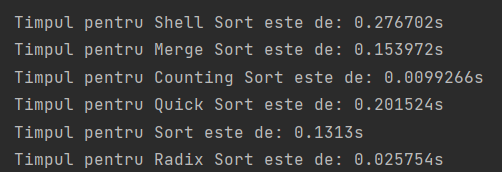 Timpul pentru Shell Sort este de: 0.276702s
Timpul pentru Merge Sort este de: 0.153972s
Timpul pentru Counting Sort este de: 0.0099266s
Timpul pentru Quick Sort este de: 0.201524s
Timpul pentru Sort este de: 0.1313s
Timpul pentru Radix Sort este de: 0.025754s